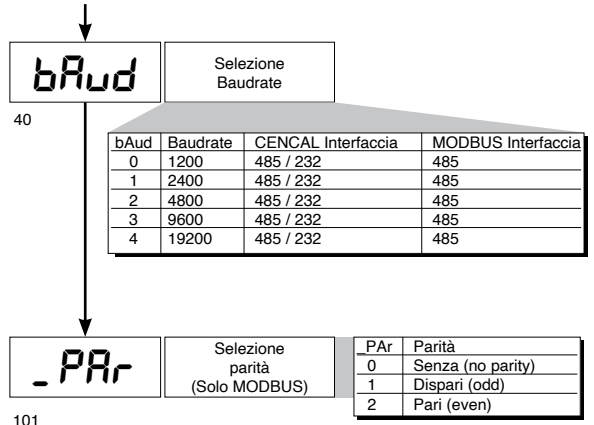 bAud
Selezione
Baudrate
40
bAud Baudrate CENCAL Interfaccia MODBUS Interfaccia
0 1200 485 / 232 485
1 2400 485 / 232 485
2 4800 485 / 232 485
3 9600 485 / 232 485
4 19200 485 / 232 485
_PAr
Selezione
parità
(Solo MODBUS)
_PAr Parità
0 Senza (no parity)
1 Dispari (odd)
2 Pari (even)
101